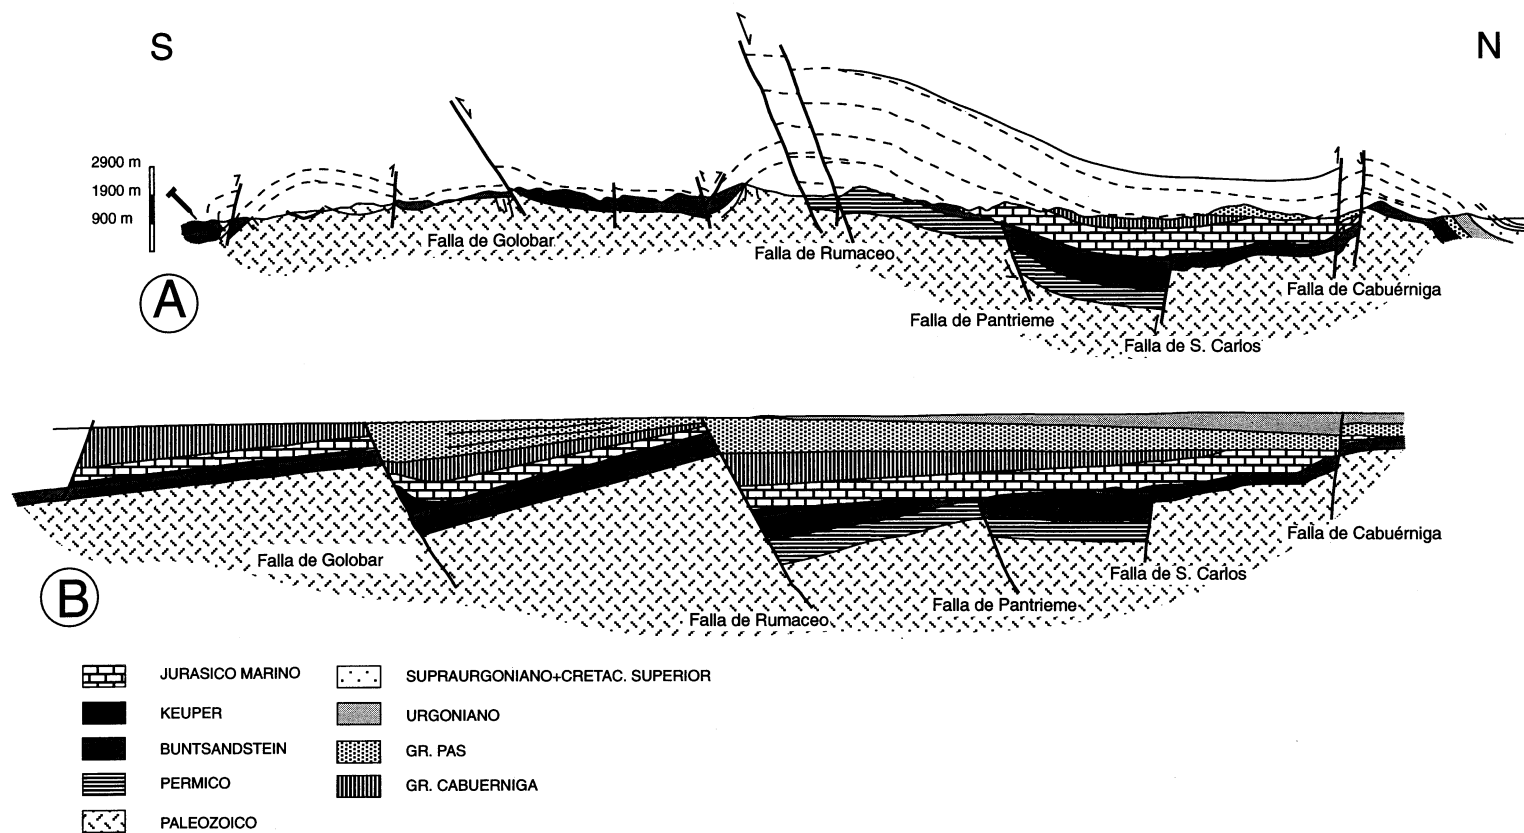 S
N
2900 m
1900 m
900 m
Falla de Golobar
Falla de Rumaceo
Falla de Cabuérniga
Falla de Pantrieme
Falla de S. Carlos
A
Falla de Cabuérniga
Falla de Golobar
Falla de S. Carlos
B
Falla de Pantrieme
Falla de Rumaceo
JURASICO MARINO
SUPRAURGONIANO+CRETAC. SUPERIOR
KEUPER
URGONIANO
BUNTSANDSTEIN
GR. PAS
PERMICO
GR. CABUERNIGA
PALEOZOICO